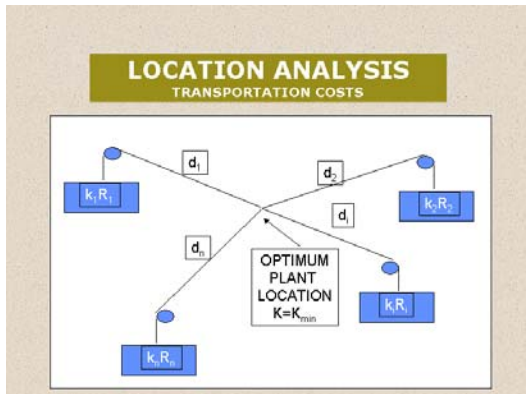 LOCATION ANALYSIS
TRANSPORTATION COSTS
d₁
d₂
k₁R₁
dᵢ
k₂R₂
dₙ
OPTIMUM
PLANT
LOCATION
K=Kₘᵢₙ
kᵢRᵢ
kₙRₙ